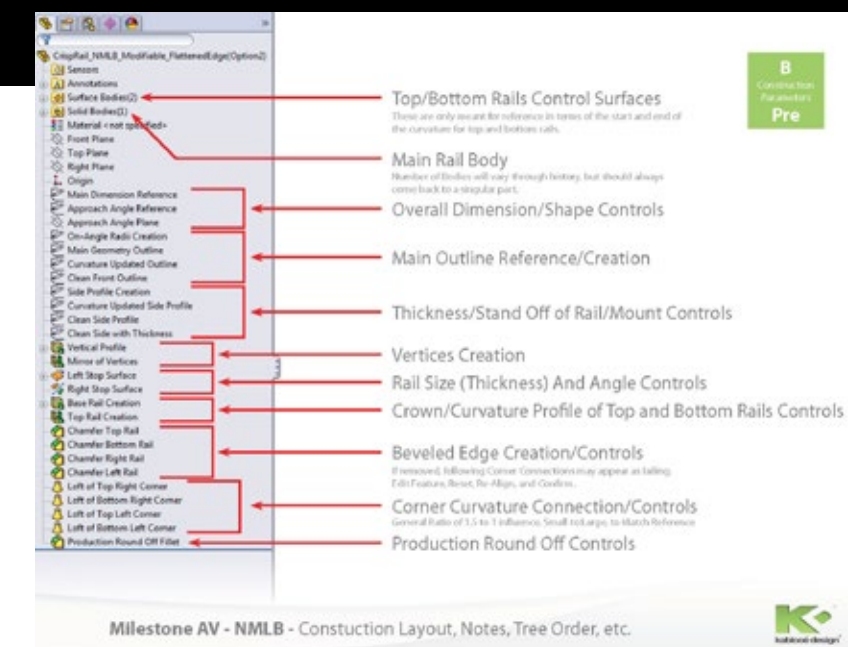 CrispRail_NMLB_Modifiable_FlattenedEdge(Option2)
Sensors
Annotations
Surface Bodies(2)
Solid Bodies(1)
Material <not specified>
Front Plane
Top Plane
Right Plane
Origin
Main Dimension Reference
Approach Angle Reference
Approach Angle Plane
On-Angle Radii Creation
Main Geometry Outline
Curvature Updated Outline
Clean Front Outline
Side Profile Creation
Curvature Updated Side Profile
Clean Side Profile
Clean Side with Thickness
Vertical Profile
Mirror of Vertices
Left Stop Surface
Right Stop Surface
Base Rail Creation
Top Rail Creation
Chamfer Top Rail
Chamfer Bottom Rail
Chamfer Right Rail
Chamfer Left Rail
Loft of Top Right Corner
Loft of Bottom Right Corner
Loft of Top Left Corner
Loft of Bottom Left Corner
Production Round Off Fillet
B
Construction
Parameters
Pre
Top/Bottom Rails Control Surfaces
These are only meant for reference in terms of the start and end of
the curvature for top and bottom rails.
Main Rail Body
Number of Bodies will vary through history, but should always
come back to a singular part.
Overall Dimension/Shape Controls
Main Outline Reference/Creation
Thickness/Stand Off of Rail/Mount Controls
Vertices Creation
Rail Size (Thickness) And Angle Controls
Crown/Curvature Profile of Top and Bottom Rails Controls
Beveled Edge Creation/Controls
If removed, following Corner Connections may appear as failing.
Edit Feature, Reset, Re-Align, and Confirm.
Corner Curvature Connection/Controls
General Ratio of 1.5 to 1 influence, Small to Large, to Match Reference
Production Round Off Controls
Milestone AV - NMLB - Constuction Layout, Notes, Tree Order, etc.
kablooé design